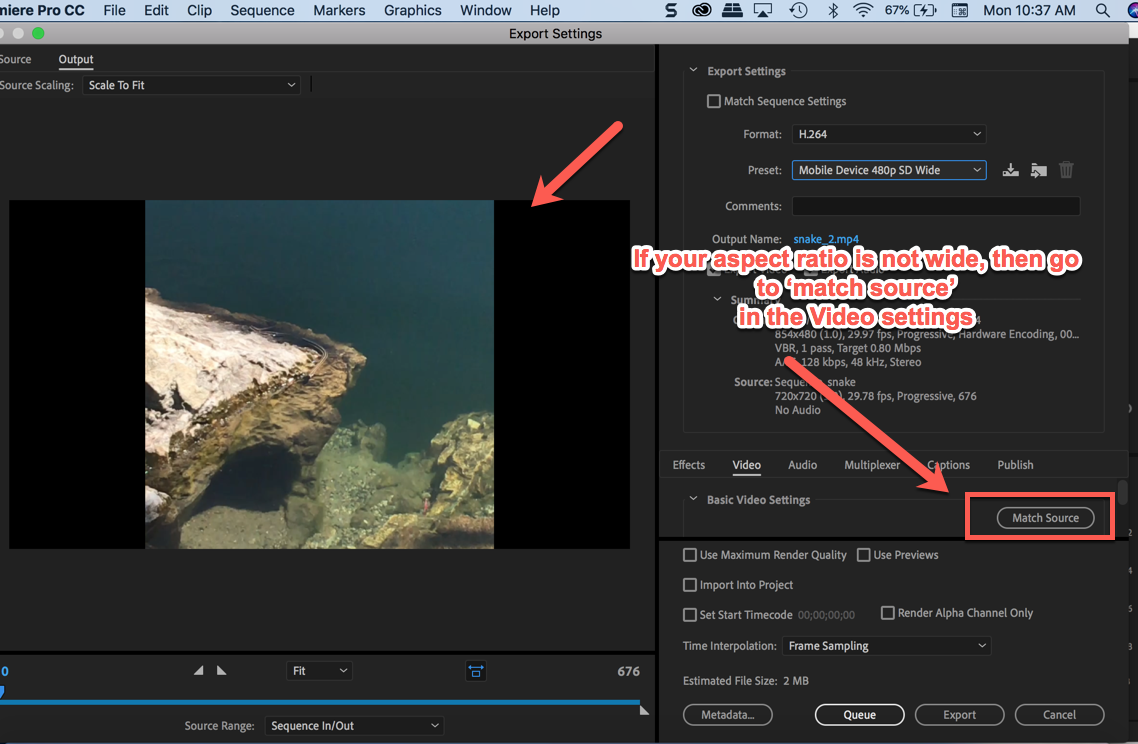 miere Pro CC File Edit Clip Sequence Markers Graphics Window Help 67% Mon 10:37 AM
Export Settings
Source Output
Source Scaling: Scale To Fit
Export Settings
Match Sequence Settings
Format: H.264
Preset: Mobile Device 480p SD Wide
Comments:
Output Name: snake_2.mp4
If your aspect ratio is not wide, then go
to ‘match source’
in the Video settings
854x480 (1.0), 29.97 fps, Progressive, Hardware Encoding, 00...
VBR, 1 pass, Target 0.80 Mbps
128 kbps, 48 kHz, Stereo
Source: snake
720x720 29.78 fps, Progressive, 676
No Audio
Effects Video Audio Multiplexer Captions Publish
Basic Video Settings
Match Source
Use Maximum Render Quality Use Previews
Import Into Project
Set Start Timecode 00;00;00;00 Render Alpha Channel Only
Time Interpolation: Frame Sampling
Estimated File Size: 2 MB
Metadata... Queue Export Cancel
0 Fit 676
Source Range: Sequence In/Out